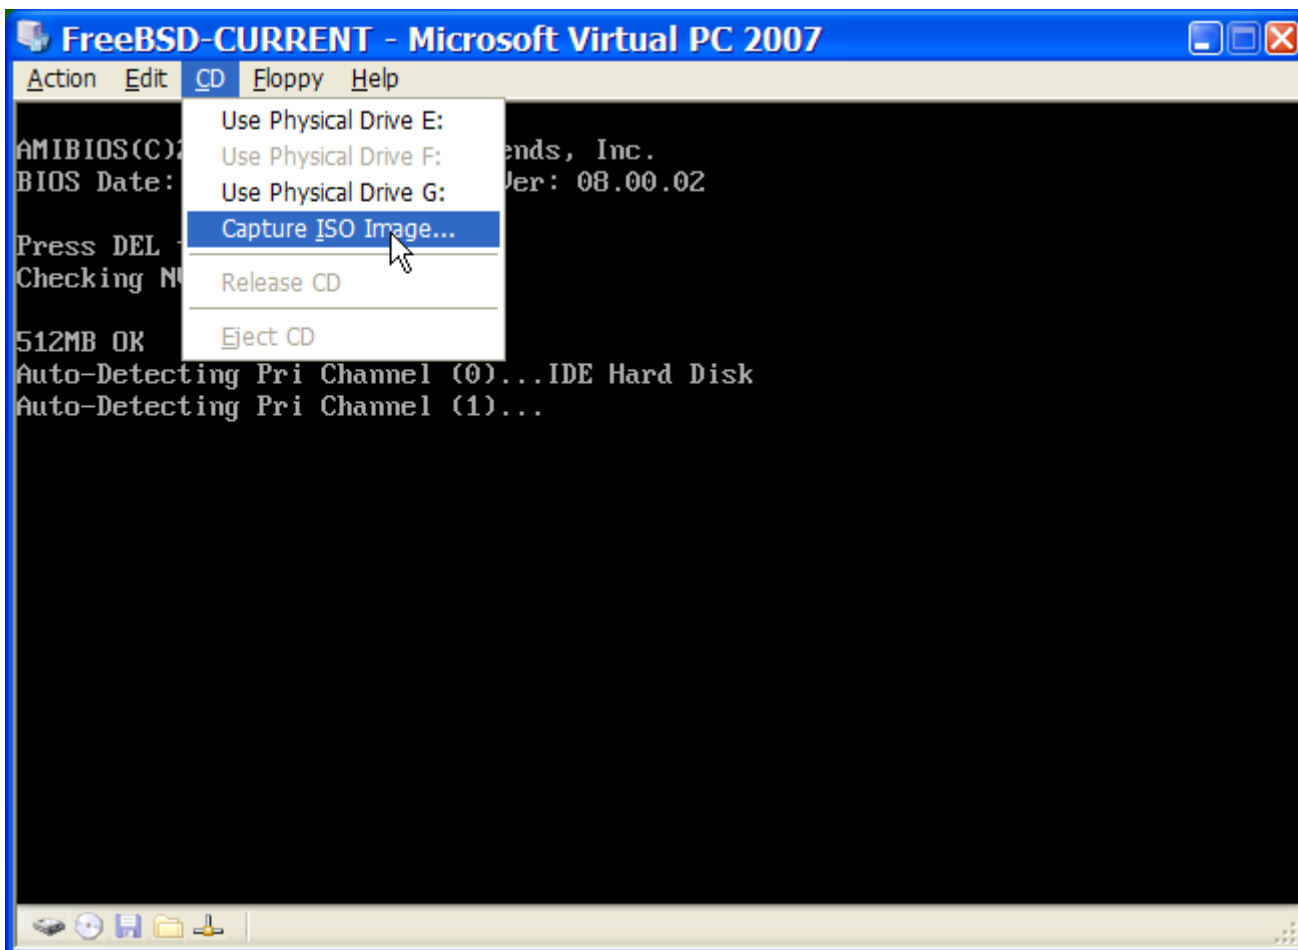 FreeBSD-CURRENT - Microsoft Virtual PC 2007
Action Edit CD Floppy Help
Use Physical Drive E:
Use Physical Drive F:
Use Physical Drive G:
Capture ISO Image...
Release CD
Eject CD
AMIBIOS(C) ends, Inc.
BIOS Date: Ver: 08.00.02
Press DEL
Checking
512MB OK
Auto-Detecting Pri Channel (0)...IDE Hard Disk
Auto-Detecting Pri Channel (1)...